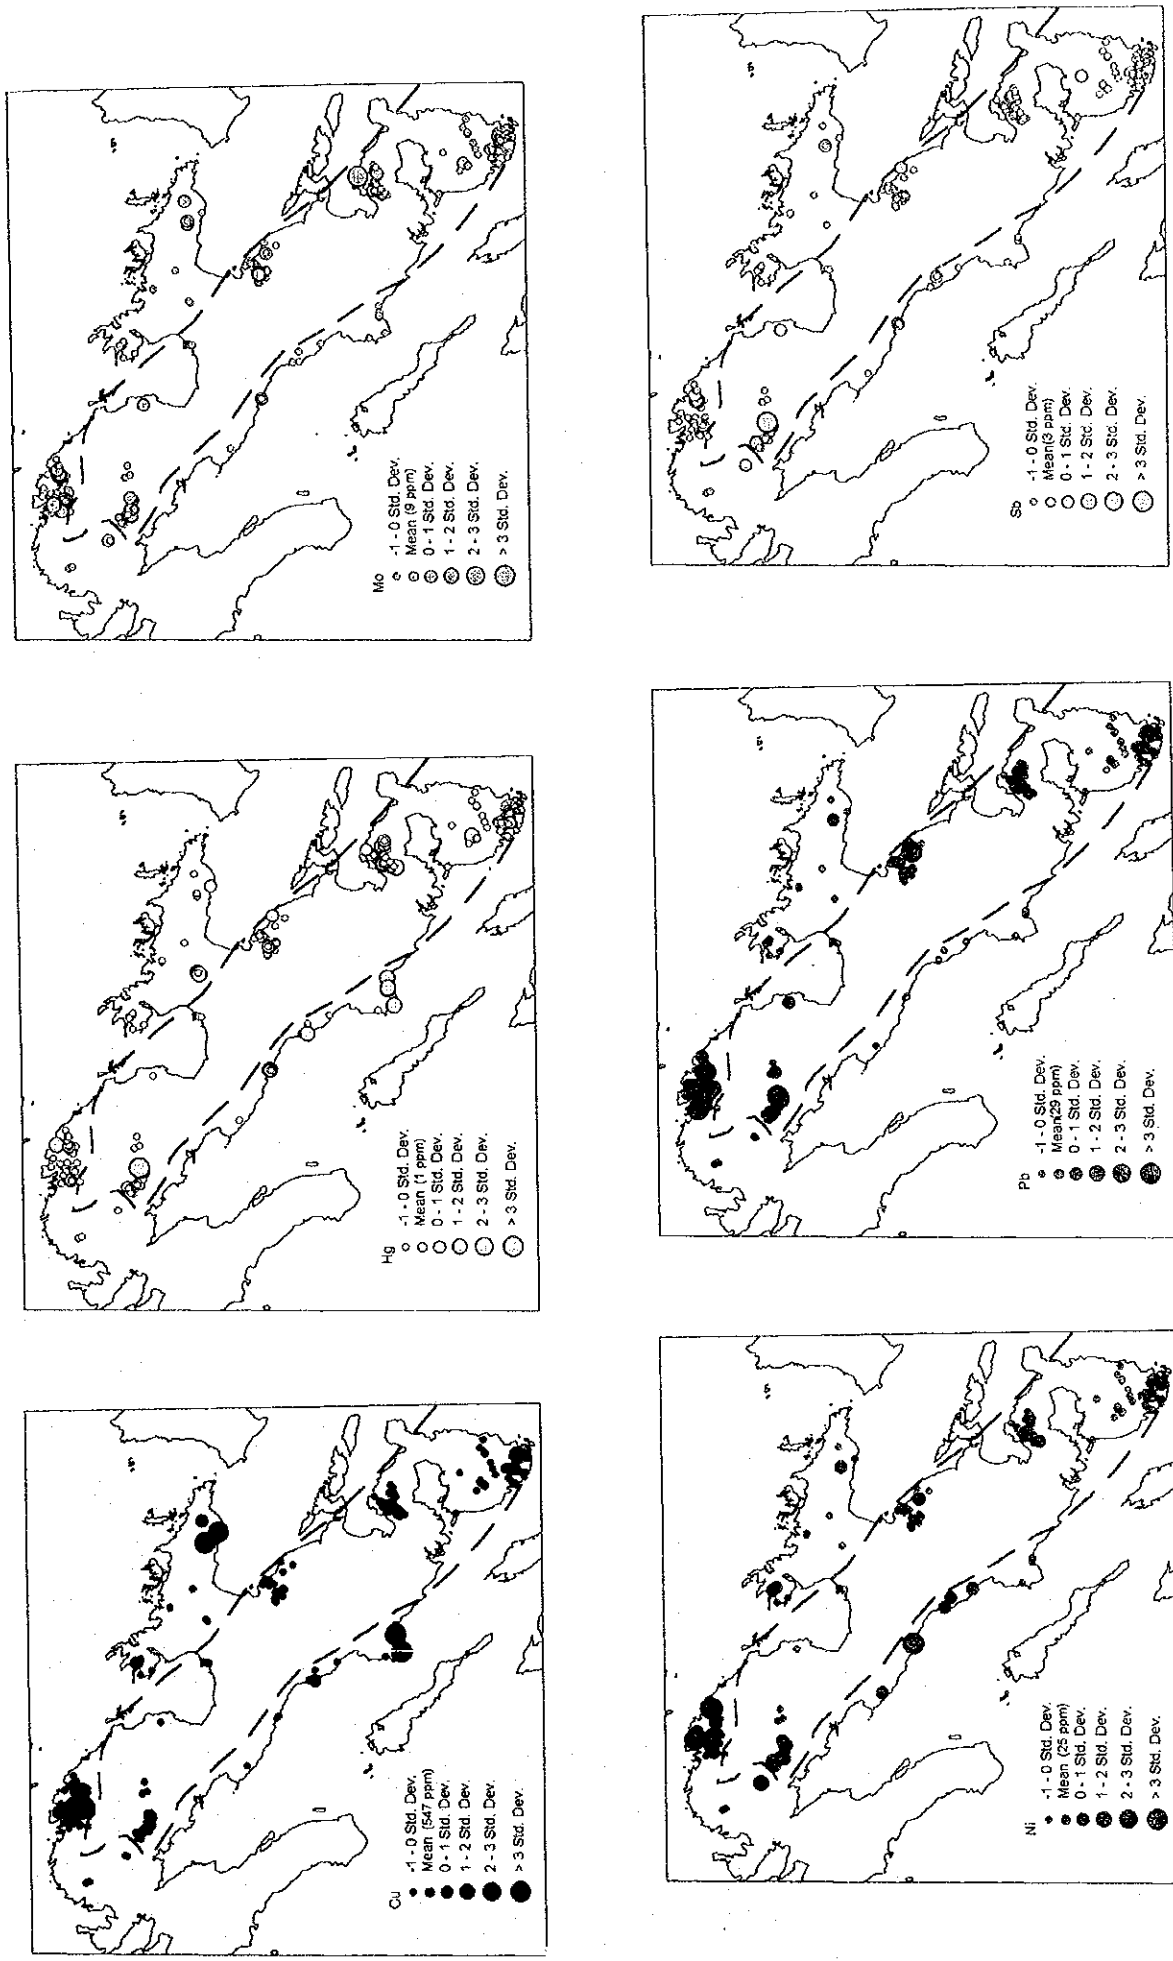 Cu
-1 - 0 Std. Dev.
Mean (547 ppm)
0 - 1 Std. Dev.
1 - 2 Std. Dev.
2 - 3 Std. Dev.
> 3 Std. Dev.
Hg
-1 - 0 Std. Dev.
Mean (1 ppm)
0 - 1 Std. Dev.
1 - 2 Std. Dev.
2 - 3 Std. Dev.
> 3 Std. Dev.
Mo
-1 - 0 Std. Dev.
Mean (9 ppm)
0 - 1 Std. Dev.
1 - 2 Std. Dev.
2 - 3 Std. Dev.
> 3 Std. Dev.
Ni
-1 - 0 Std. Dev.
Mean (25 ppm)
0 - 1 Std. Dev.
1 - 2 Std. Dev.
2 - 3 Std. Dev.
> 3 Std. Dev.
Pb
-1 - 0 Std. Dev.
Mean(29 ppm)
0 - 1 Std. Dev.
1 - 2 Std. Dev.
2 - 3 Std. Dev.
> 3 Std. Dev.
Sb
-1 - 0 Std. Dev.
Mean(3 ppm)
0 - 1 Std. Dev.
1 - 2 Std. Dev.
2 - 3 Std. Dev.
> 3 Std. Dev.